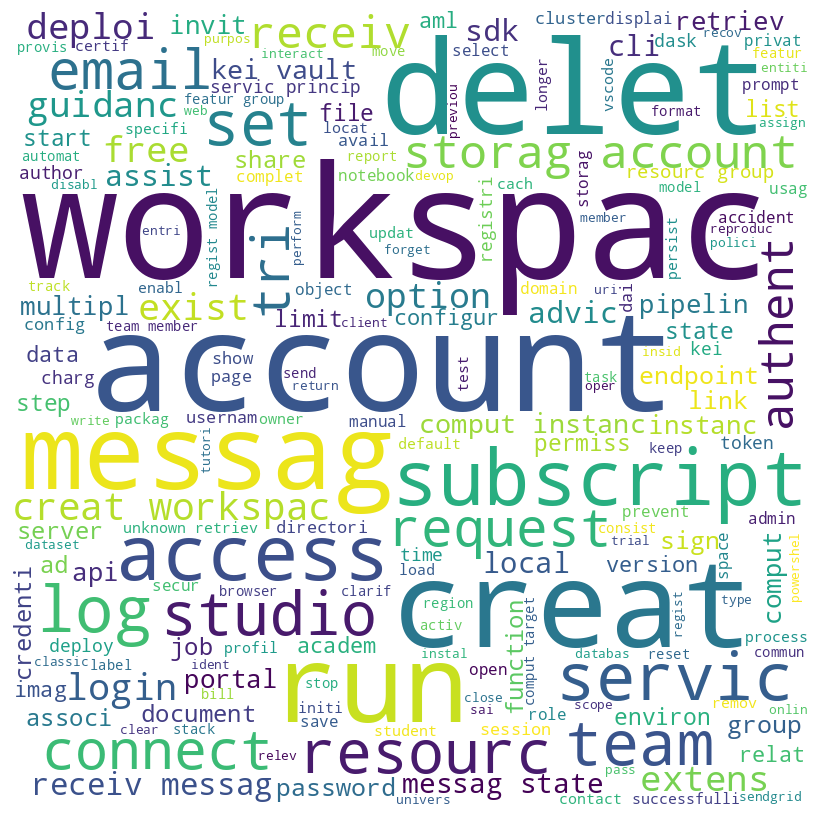 deploi
invit
receiv
aml
sdk
clusterdisplai
retriev
provis
certif
purpos
interact
move
select
cli
dask
recov
privat
featur
entiti
email
kei vault
servic princip
delet
longer
vscode
prompt
guidanc
featur group
web
set
file
previou
format
list
assign
start
specifi
free
locat
avail
storag account
automat
author
disabl
assist
share
complet
report
notebook
devop
cach
registri
storag
resourc group
model
usag
workspac
entri
regist model
tri
perform
updat
forget
member
persist
accident
reproduc
polici
authent
track
enabl
object
option
domain
uri
dai
multipl
exist
config
team member
limit
client
configur
advic
pipelin
state
data
charg
show
page
send
return
account
test
task
oper
insid
kei
endpoint
link
step
write
packag
usernam
owner
tutori
manual
comput instanc
instanc
messag
default
permiss
keep
token
subscript
creat workspac
prevent
admin
server
unknown retriev
directori
request
consist
trial
sign
space
powershel
dataset
ad
api
access
browser
clarif
time
load
local
version
comput
credenti
secur
log
studio
region
activ
instal
function
comput target
creat
regist
type
deploy
job
profil
academ
process
classic
label
ident
open
databas
reset
commun
imag
login
portal
bill
stop
run
close
sai
servic
remov
onlin
associ
document
initi
save
session
role
scope
environ
group
clear
stack
student
connect
relev
resourc
team
pass
relat
receiv messag
password
messag state
extens
univers
contact
successfulli
sendgrid